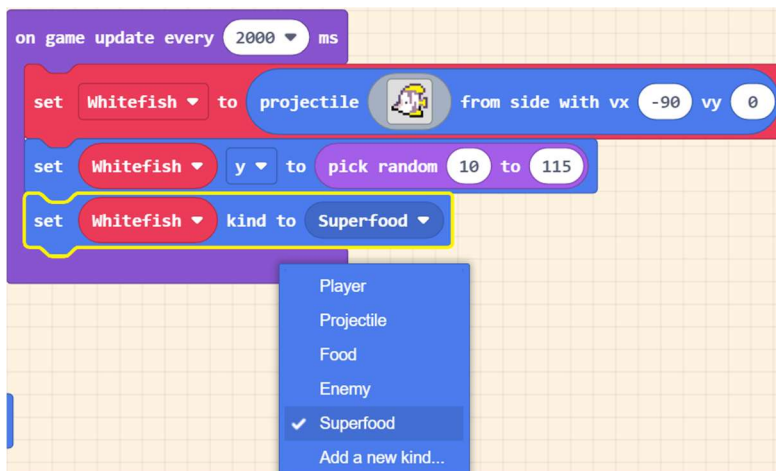 on game update every 2000 ms
set Whitefish to projectile from side with vx -90 vy 0
set Whitefish y to pick random 10 to 115
set Whitefish kind to Superfood
Player
Projectile
Food
Enemy
Superfood
Add a new kind...